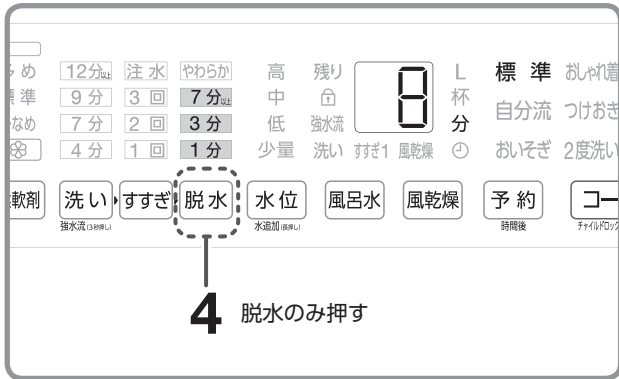 め 12分以上 注水 やわらか 高 残り 8 L 標準 おしゃれ着
準 9分 3回 7分以上 中 杯 自分流 つけおき
なめ 7分 2回 3分 低 強水流 分
4分 1回 1分 少量 洗い すすぎ1 風乾燥 おいそぎ 2度洗い
軟剤 洗い すすぎ 脱水 水位 風呂水 風乾燥 予約 コー
強水流(3秒押し) 水追加(長押し) 時間後 チャイルドロック
4 脱水のみ押す